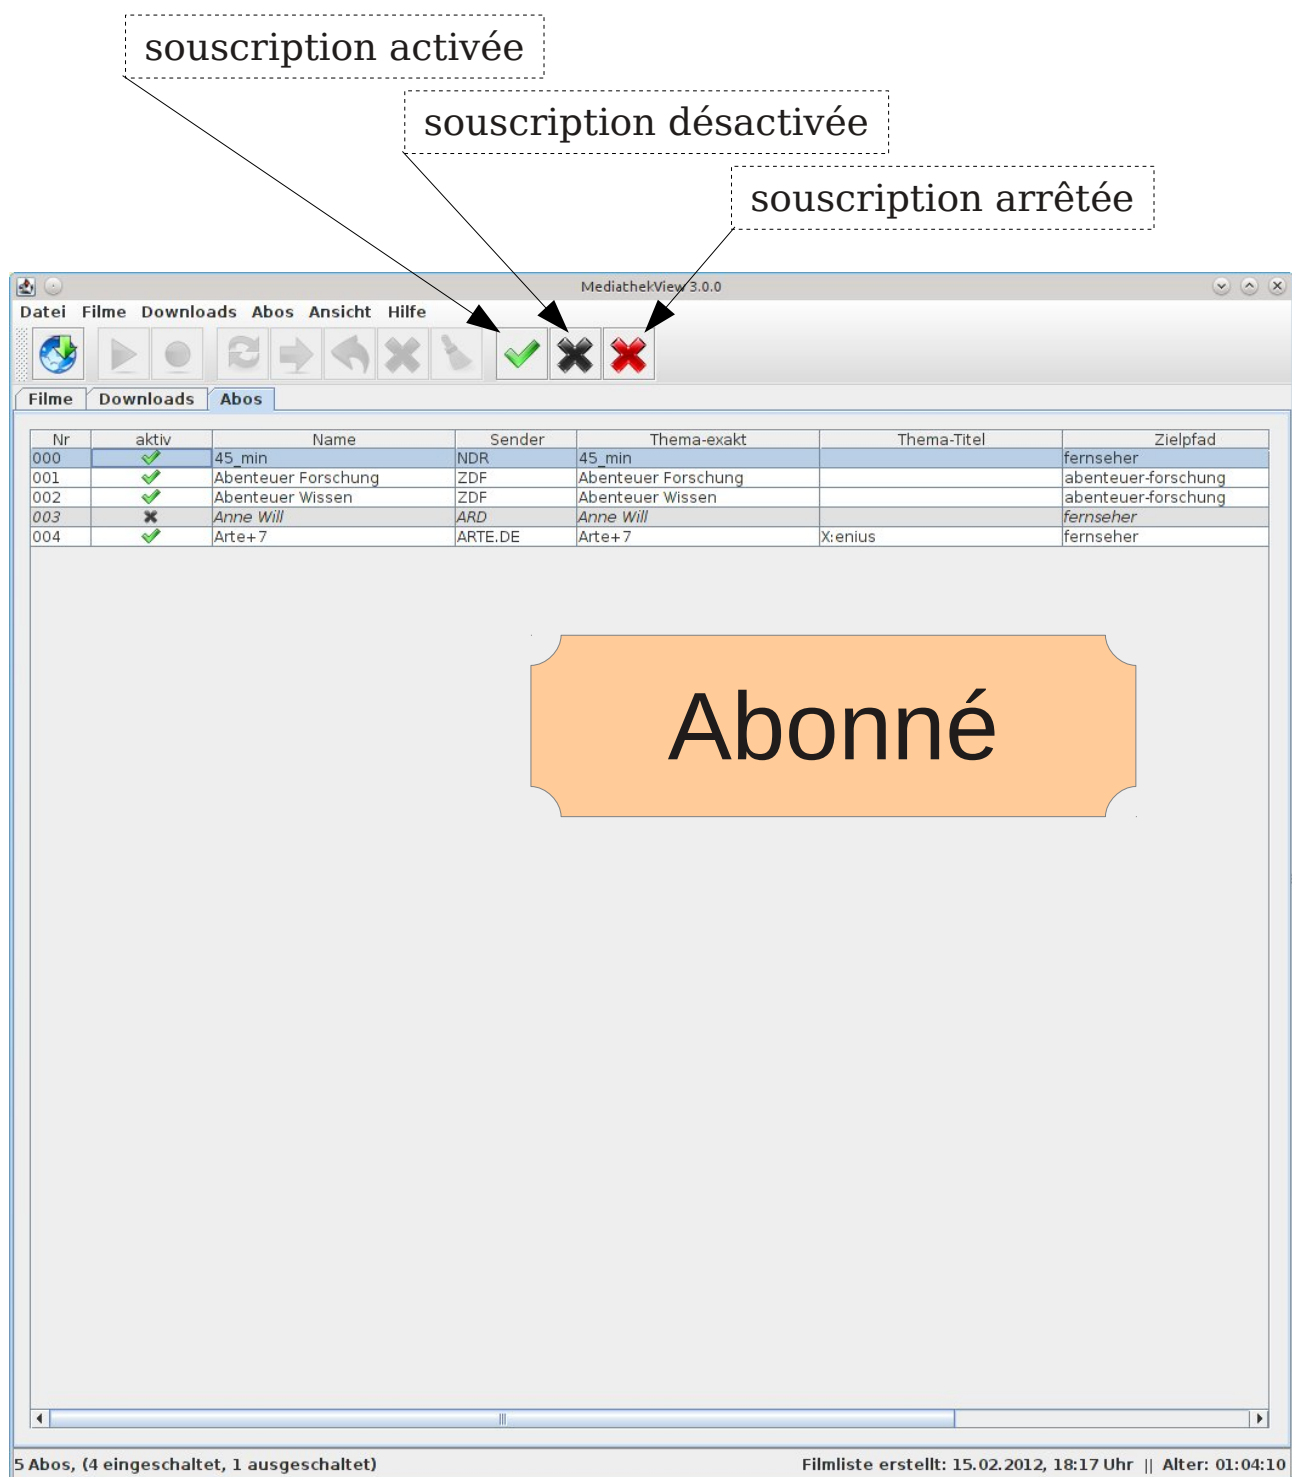 souscription activée
souscription désactivée
souscription arrêtée
MediathekView 3.0.0
Datei Filme Downloads Abos Ansicht Hilfe
Filme Downloads Abos
Nr aktiv Name Sender Thema-exakt Thema-Titel Zielpfad
000 45_min NDR 45_min fernseher
001 Abenteuer Forschung ZDF Abenteuer Forschung abenteuer-forschung
002 Abenteuer Wissen ZDF Abenteuer Wissen abenteuer-forschung
003 Anne Will ARD Anne Will fernseher
004 Arte+7 ARTE.DE Arte+7 X:enius fernseher
Abonné
5 Abos, (4 eingeschaltet, 1 ausgeschaltet) Filmliste erstellt: 15.02.2012, 18:17 Uhr || Alter: 01:04:10